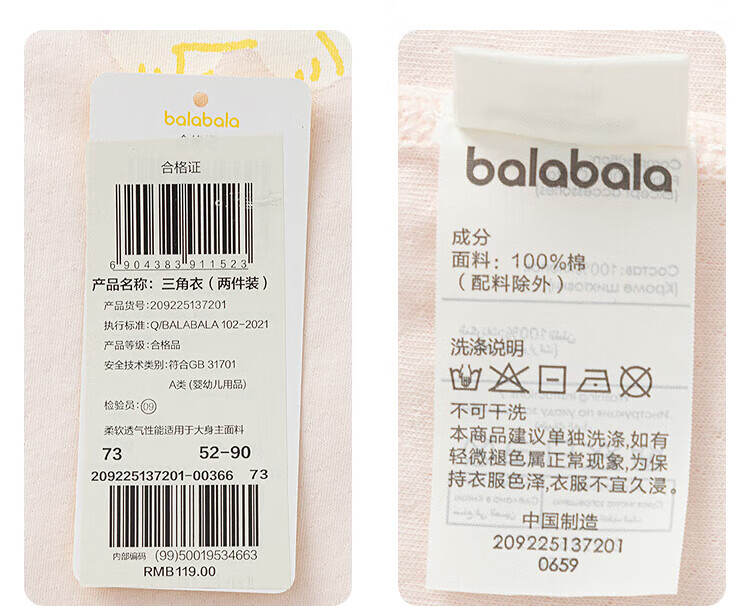 balabala
合格证
6904383911523
产品名称：三角衣（两件装）
产品货号：209225137201
执行标准：Q/BALABALA 102-2021
产品等级：合格品
安全技术类别：符合GB 31701
A类 (婴幼儿用品)
检验员：09
柔软透气性能适用于大身主面料
73 52-90
209225137201-00366 73
内部编码 (99)50019534663
RMB119.00
balabala
成分
面料：100%棉
（配料除外）
洗涤说明
不可干洗
本商品建议单独洗涤,如有
轻微褪色属正常现象,为保
持衣服色泽,衣服不宜久浸。
中国制造
209225137201
0659